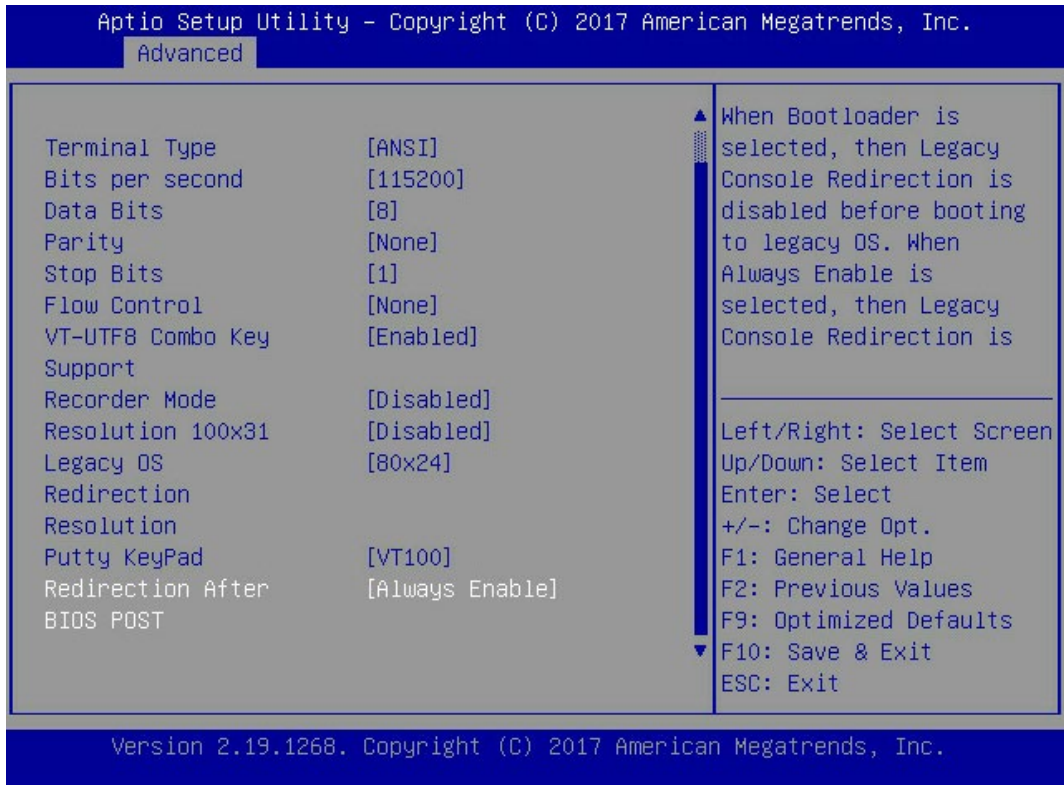 Aptio Setup Utility – Copyright (C) 2017 American Megatrends, Inc.
Advanced
Terminal Type [ANSI]
Bits per second [115200]
Data Bits [8]
Parity [None]
Stop Bits [1]
Flow Control [None]
VT-UTF8 Combo Key [Enabled]
Support
Recorder Mode [Disabled]
Resolution 100x31 [Disabled]
Legacy OS [80x24]
Redirection
Resolution
Putty KeyPad [VT100]
Redirection After [Always Enable]
BIOS POST
When Bootloader is
selected, then Legacy
Console Redirection is
disabled before booting
to legacy OS. When
Always Enable is
selected, then Legacy
Console Redirection is
Left/Right: Select Screen
Up/Down: Select Item
Enter: Select
+/-: Change Opt.
F1: General Help
F2: Previous Values
F9: Optimized Defaults
F10: Save & Exit
ESC: Exit
Version 2.19.1268. Copyright (C) 2017 American Megatrends, Inc.